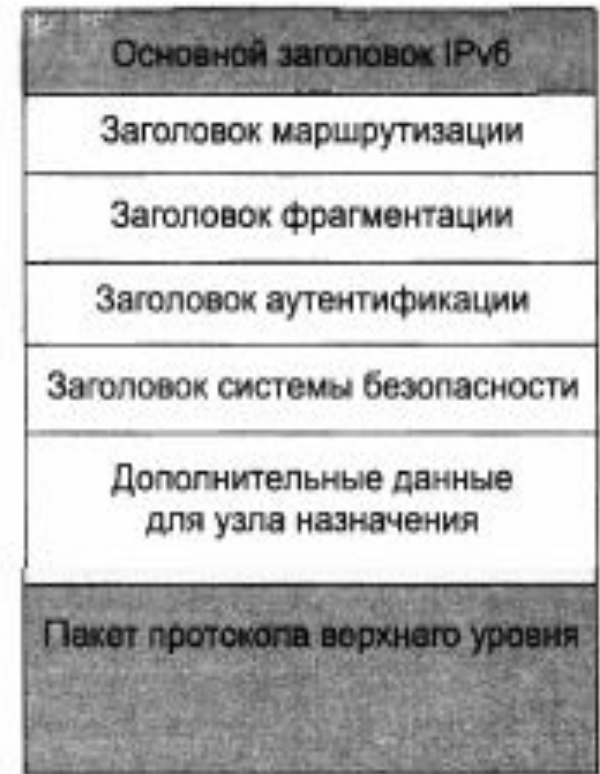 Основной заголовок IPv6
Заголовок маршрутизации
Заголовок фрагментации
Заголовок аутентификации
Заголовок системы безопасности
Дополнительные данные
для узла назначения
Пакет протокола верхнего уровня